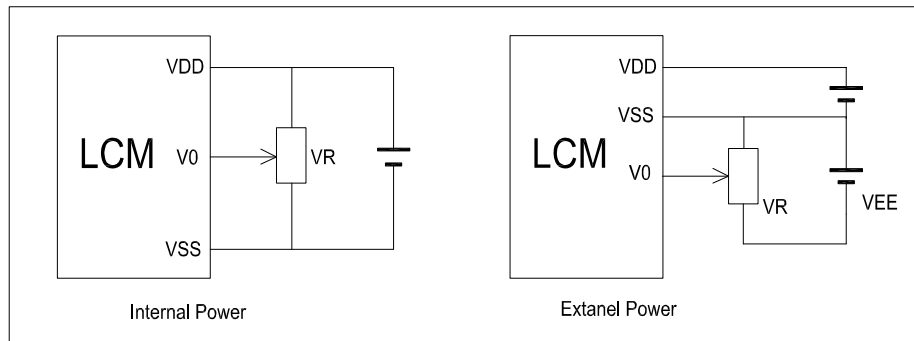 VDD
LCM
V0
VR
VSS
Internal Power
VDD
VSS
LCM
V0
VR
VEE
Extanel Power